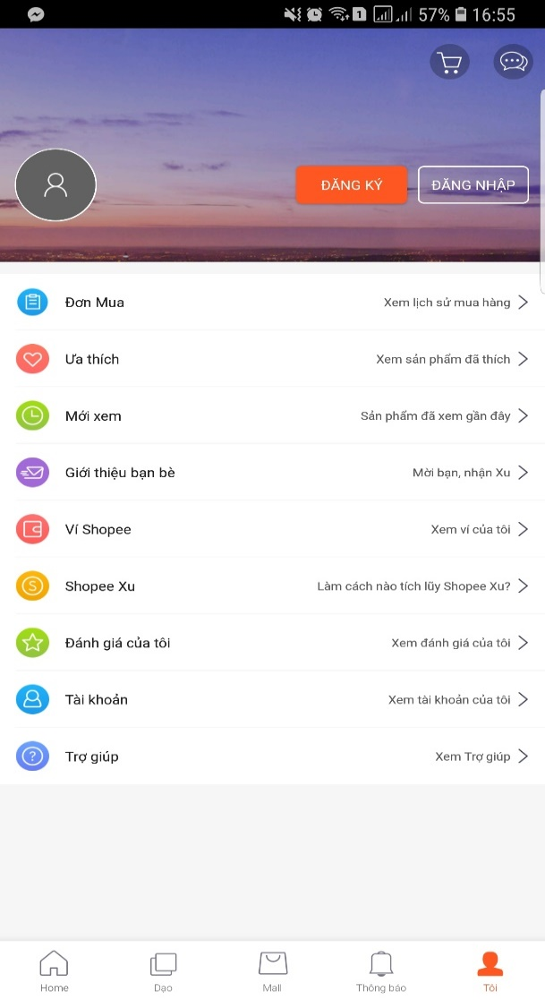 1 57% 16:55
ĐĂNG KÝ ĐĂNG NHẬP
Đơn Mua Xem lịch sử mua hàng
Ưa thích Xem sản phẩm đã thích
Mới xem Sản phẩm đã xem gần đây
Giới thiệu bạn bè Mời bạn, nhận Xu
Ví Shopee Xem ví của tôi
Shopee Xu Làm cách nào tích lũy Shopee Xu?
Đánh giá của tôi Xem đánh giá của tôi
Tài khoản Xem tài khoản của tôi
Trợ giúp Xem Trợ giúp
Home Dạo Mall Thông báo Tôi